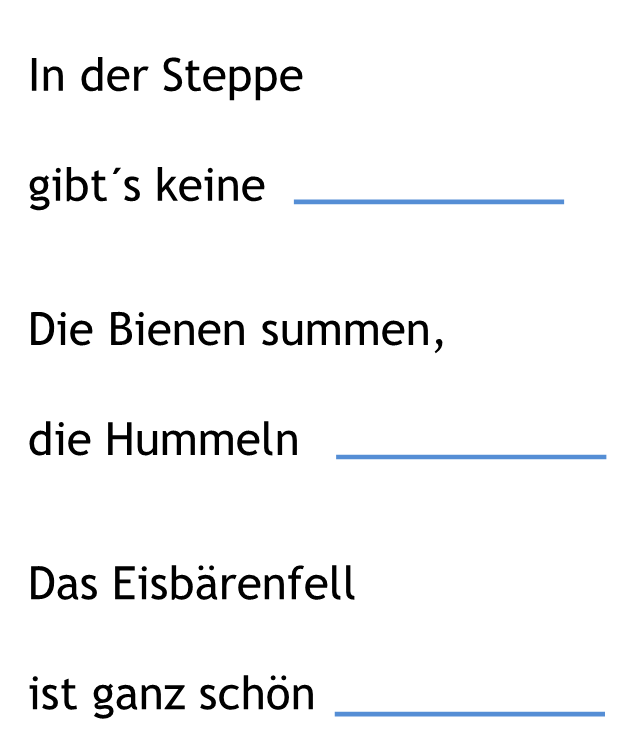 In der Steppe
gibt´s keine
Die Bienen summen,
die Hummeln
Das Eisbärenfell
ist ganz schön